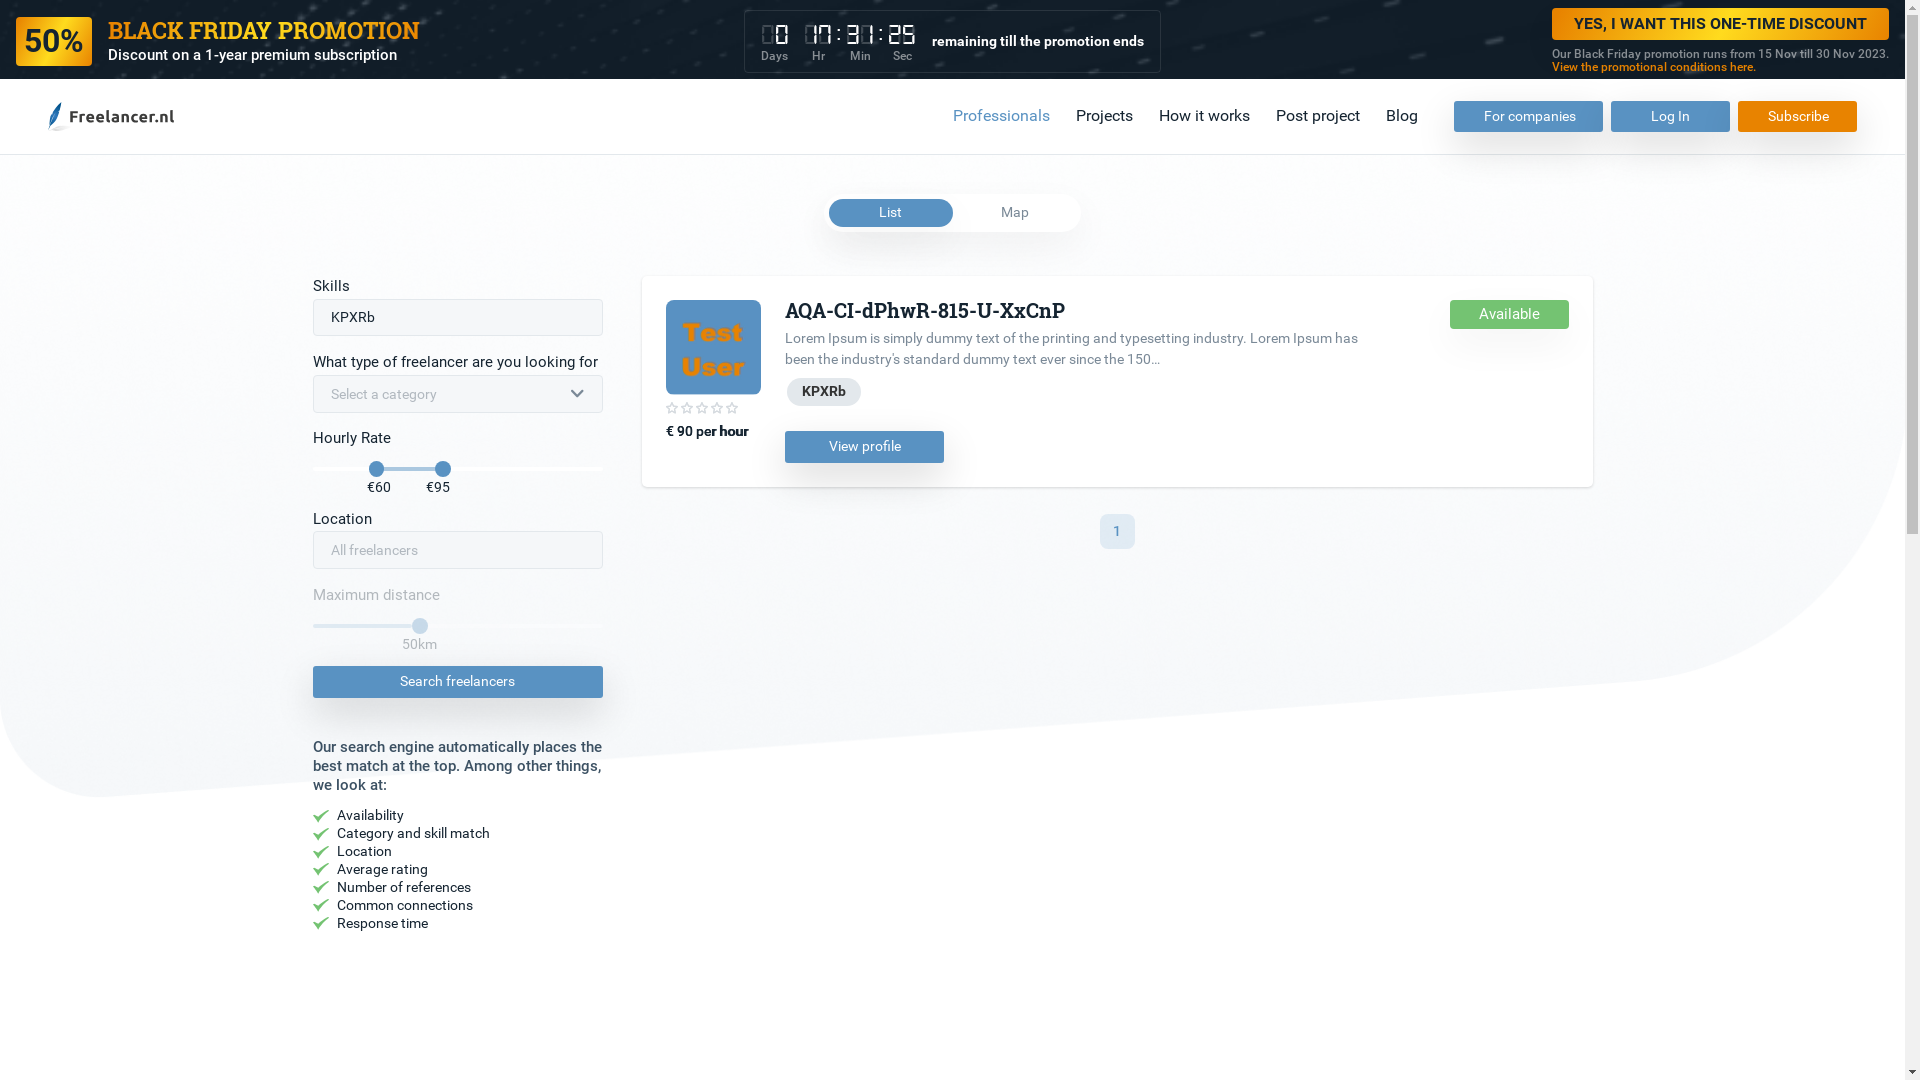 50%
BLACK FRIDAY PROMOTION
Discount on a 1-year premium subscription
0 17:31:25
Days Hr Min Sec
remaining till the promotion ends
YES, I WANT THIS ONE-TIME DISCOUNT
Our Black Friday promotion runs from 15 Nov till 30 Nov 2023.
View the promotional conditions here.
Freelancer.nl
Professionals Projects How it works Post project Blog For companies Log In Subscribe
List Map
Skills
KPXRb
What type of freelancer are you looking for
Select a category
Hourly Rate
€60 €95
Location
All freelancers
Maximum distance
50km
Search freelancers
Our search engine automatically places the
best match at the top. Among other things,
we look at:
Availability
Category and skill match
Location
Average rating
Number of references
Common connections
Response time
Test
User
€ 90 per hour
AQA-CI-dPhwR-815-U-XxCnP
Available
Lorem Ipsum is simply dummy text of the printing and typesetting industry. Lorem Ipsum has
been the industry's standard dummy text ever since the 150...
KPXRb
View profile
1